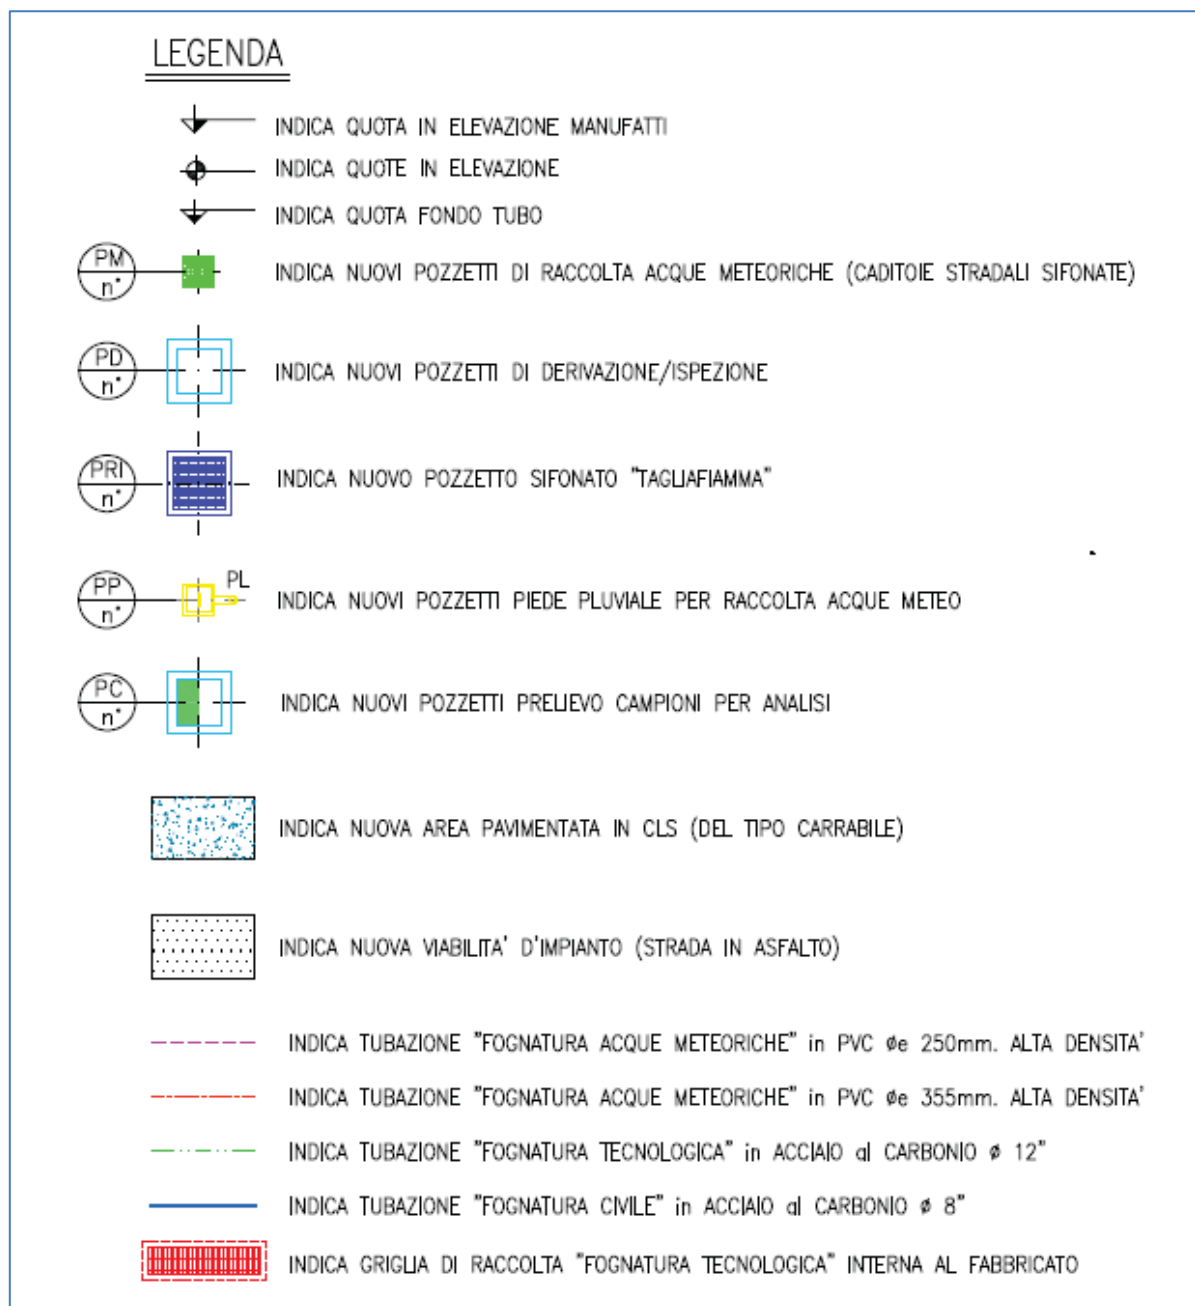 LEGENDA
INDICA QUOTA IN ELEVAZIONE MANUFATTI
INDICA QUOTE IN ELEVAZIONE
INDICA QUOTA FONDO TUBO
PM
n° INDICA NUOVI POZZETTI DI RACCOLTA ACQUE METEORICHE (CADITOIE STRADALI SIFONATE)
PD
n° INDICA NUOVI POZZETTI DI DERIVAZIONE/ISPEZIONE
PRI
n° INDICA NUOVO POZZETTO SIFONATO "TAGLIAFIAMMA"
PP
n° PL INDICA NUOVI POZZETTI PIEDE PLUVIALE PER RACCOLTA ACQUE METEO
PC
n° INDICA NUOVI POZZETTI PRELIEVO CAMPIONI PER ANALISI
INDICA NUOVA AREA PAVIMENTATA IN CLS (DEL TIPO CARRABILE)
INDICA NUOVA VIABILITA' D'IMPIANTO (STRADA IN ASFALTO)
INDICA TUBAZIONE "FOGNATURA ACQUE METEORICHE" in PVC øe 250mm. ALTA DENSITA'
INDICA TUBAZIONE "FOGNATURA ACQUE METEORICHE" in PVC øe 355mm. ALTA DENSITA'
INDICA TUBAZIONE "FOGNATURA TECNOLOGICA" in ACCIAIO al CARBONIO ø 12"
INDICA TUBAZIONE "FOGNATURA CIVILE" in ACCIAIO al CARBONIO ø 8"
INDICA GRIGLIA DI RACCOLTA "FOGNATURA TECNOLOGICA" INTERNA AL FABBRICATO